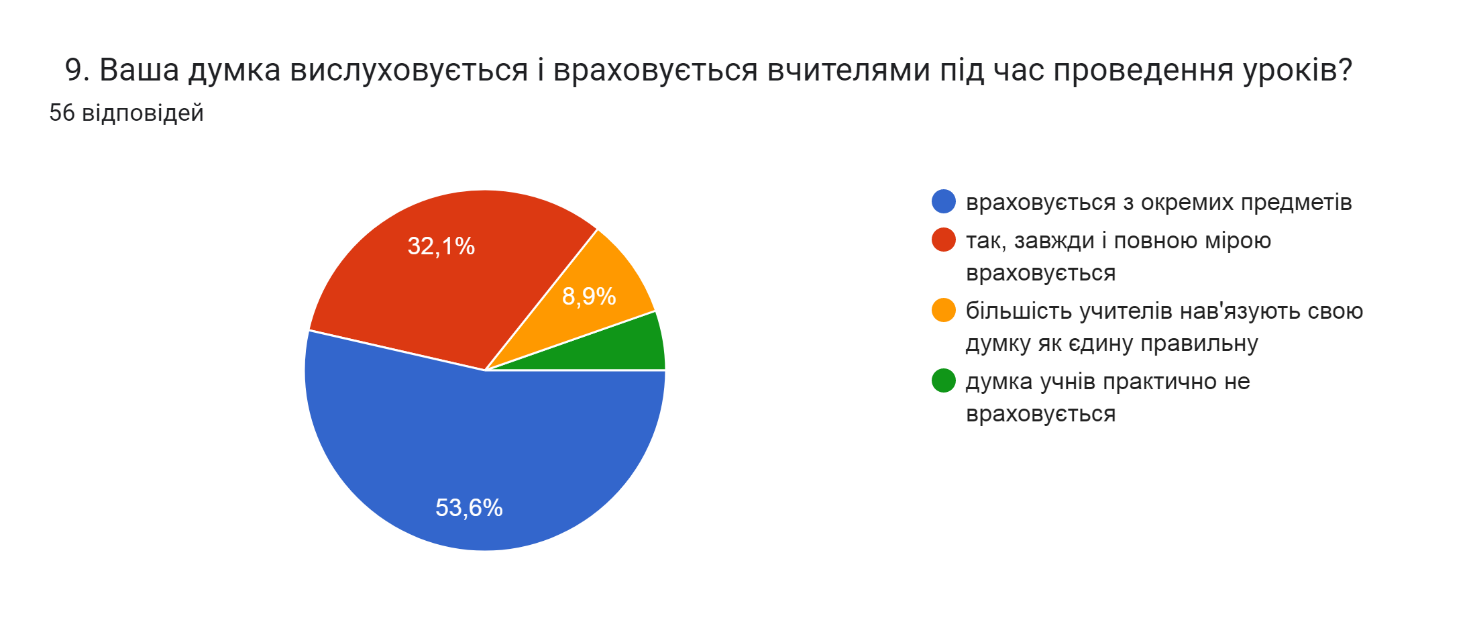 9. Ваша думка вислуховується і враховується вчителями під час проведення уроків?
56 відповідей
32,1%
8,9%
53,6%
враховується з окремих предметів
так, завжди і повною мірою
враховується
більшість учителів нав'язують свою
думку як єдину правильну
думка учнів практично не
враховується